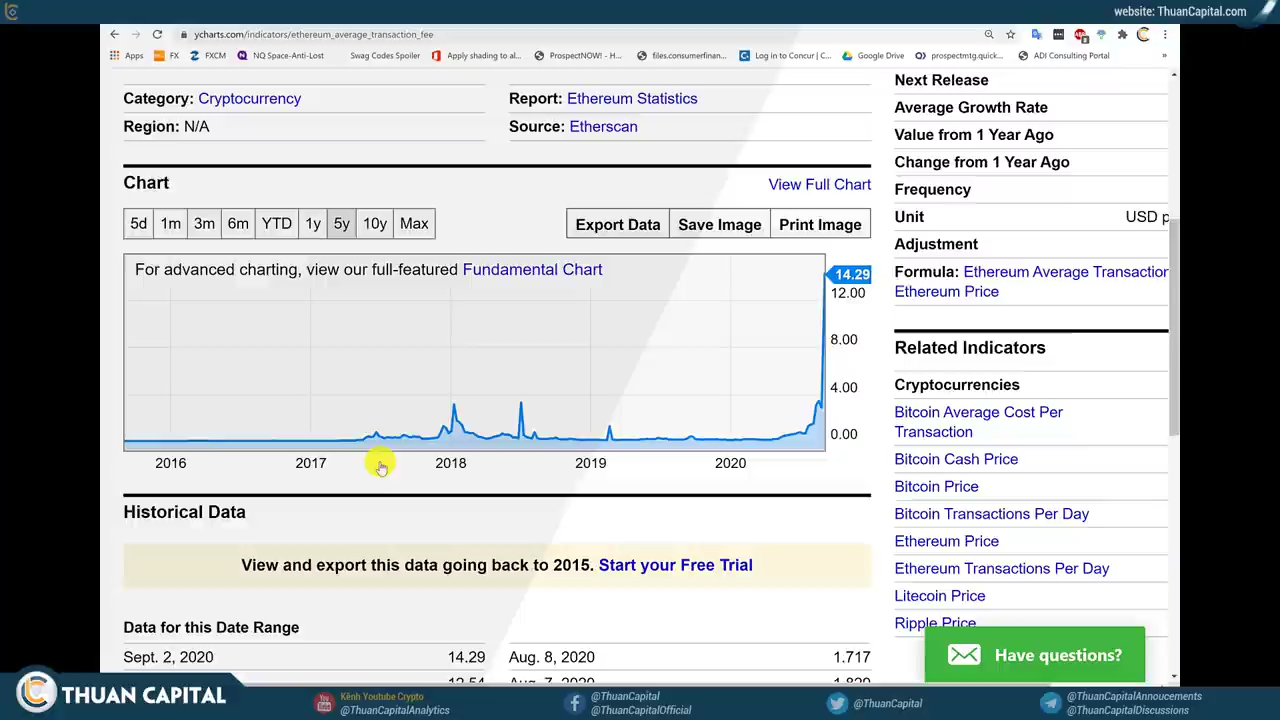 website: ThuanCapital.com
ycharts.com/indicators/ethereum_average_transaction_fee
Apps
FX
FXCM
NQ Space-Anti-Lost
Swag Codes Spoiler
Apply shading to al...
ProspectNOW! - H...
files.consumerfinan...
Log in to Concur | C...
Google Drive
prospectmtg.quick...
ADI Consulting Portal
»
Category: Cryptocurrency
Report: Ethereum Statistics
Region: N/A
Source: Etherscan
Chart
View Full Chart
5d 1m 3m 6m YTD 1y 5y 10y Max
Export Data Save Image Print Image
For advanced charting, view our full-featured Fundamental Chart
14.29
12.00
8.00
4.00
0.00
2016 2017 2018 2019 2020
Historical Data
View and export this data going back to 2015. Start your Free Trial
Data for this Date Range
Sept. 2, 2020 14.29
Aug. 8, 2020 1.717
Next Release
Average Growth Rate
Value from 1 Year Ago
Change from 1 Year Ago
Frequency
Unit USD p
Adjustment
Formula: Ethereum Average Transaction
Ethereum Price
Related Indicators
Cryptocurrencies
Bitcoin Average Cost Per
Transaction
Bitcoin Cash Price
Bitcoin Price
Bitcoin Transactions Per Day
Ethereum Price
Ethereum Transactions Per Day
Litecoin Price
Ripple Price
Have questions?
THUAN CAPITAL
Kênh Youtube Crypto
@ThuanCapitalAnalytics
@ThuanCapital
@ThuanCapitalOfficial
@ThuanCapital
@ThuanCapitalAnnoucements
@ThuanCapitalDiscussions